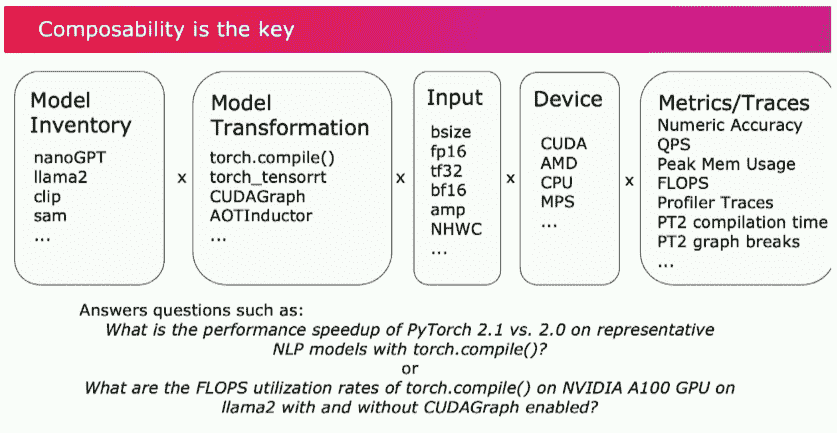 Composability is the key
Model
Inventory
nanoGPT
llama2
clip
sam
...
x
Model
Transformation
torch.compile()
torch_tensorrt
CUDAGraph
AOTInductor
...
x
Input
bsize
fp16
tf32
bf16
amp
NHWC
...
x
Device
CUDA
AMD
CPU
MPS
...
x
Metrics/Traces
Numeric Accuracy
QPS
Peak Mem Usage
FLOPS
Profiler Traces
PT2 compilation time
PT2 graph breaks
...
Answers questions such as:
What is the performance speedup of PyTorch 2.1 vs. 2.0 on representative
NLP models with torch.compile()?
or
What are the FLOPS utilization rates of torch.compile() on NVIDIA A100 GPU on
llama2 with and without CUDAGraph enabled?